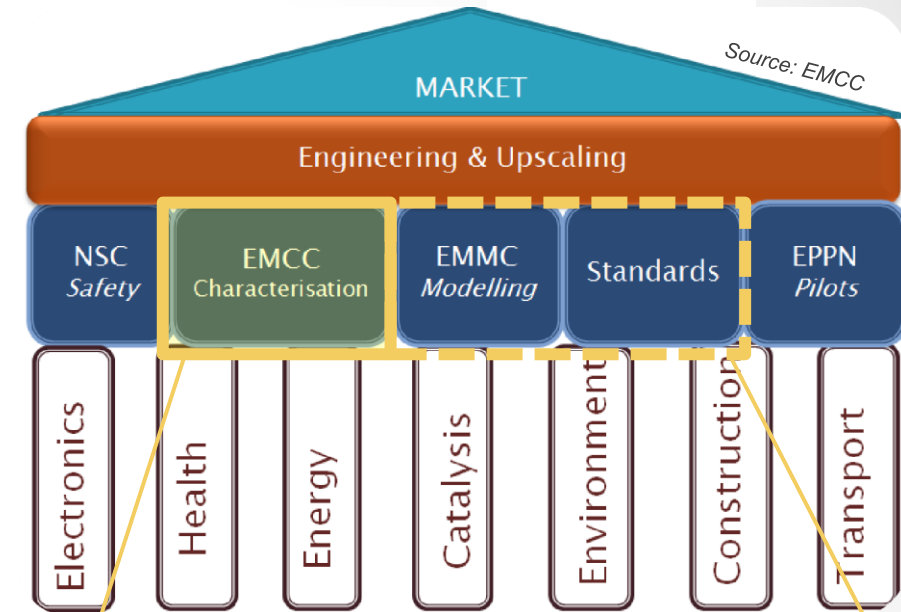 Source: EMCC
MARKET
Engineering & Upscaling
NSC
Safety
EMCC
Characterisation
EMMC
Modelling
Standards
EPPN
Pilots
Electronics
Health
Energy
Catalysis
Environment
Construction
Transport